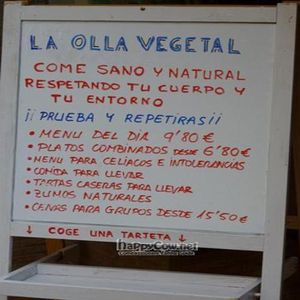 LA OLLA VEGETAL
COME SANO Y NATURAL
RESPETANDO TU CUERPO Y
TU ENTORNO
¡¡PRUEBA Y REPETIRAS!!
• MENU DEL DIA 9'80€
• PLATOS COMBINADOS DESDE 6'80€
• MENU PARA CELIACOS E INTOLERANCIAS
• COMIDA PARA LLEVAR
• TARTAS CASERAS PARA LLEVAR
• ZUMOS NATURALES
• CENAS PARA GRUPOS DESDE 15'50€
↓ COGE UNA TARJETA ↓
happyCow.net